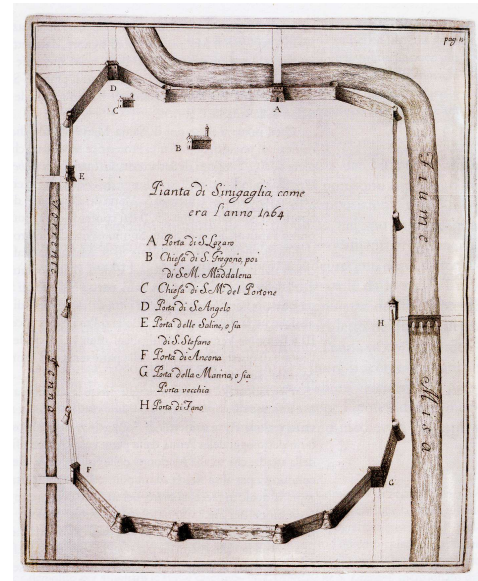 pag. 
D
C
A
B
E
Pianta di Sinigaglia, come
era l'anno 1264
A Porta di S. Lazaro
B Chiesa di S. Gregorio, poi
di S. M. Maddalena
C Chiesa di S. Mª del Portone
D Porta di S. Angelo
E Porta delle Saline, o sia
di S. Stefano
F Porta di Ancona
G Porta della Marina, o sia
Porta vecchia
H Porta di Fano
H
F
G
Fiume
Misa
Torrente
Penna